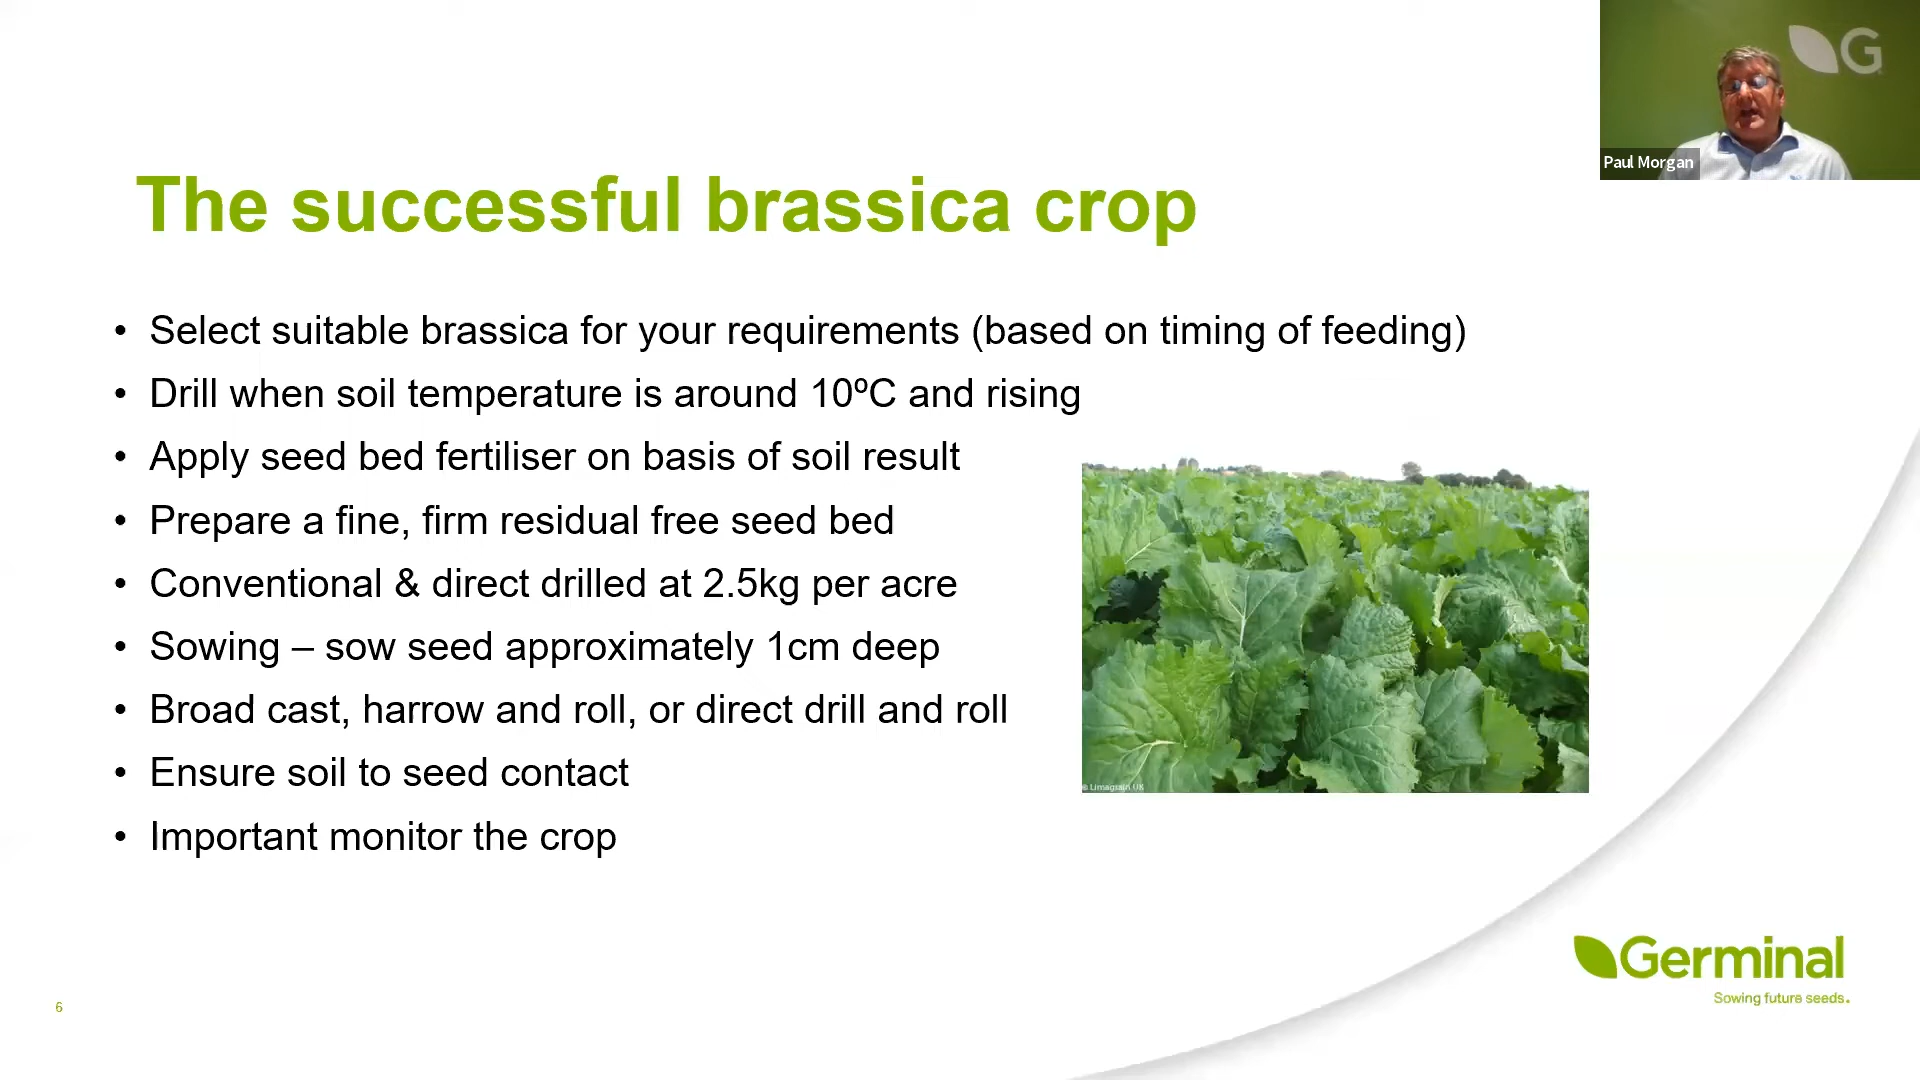 G
Paul Morgan
The successful brassica crop
• Select suitable brassica for your requirements (based on timing of feeding)
• Drill when soil temperature is around 10ºC and rising
• Apply seed bed fertiliser on basis of soil result
• Prepare a fine, firm residual free seed bed
• Conventional & direct drilled at 2.5kg per acre
• Sowing – sow seed approximately 1cm deep
• Broad cast, harrow and roll, or direct drill and roll
• Ensure soil to seed contact
• Important monitor the crop
© Limagrain UK
Germinal
Sowing future seeds.
6